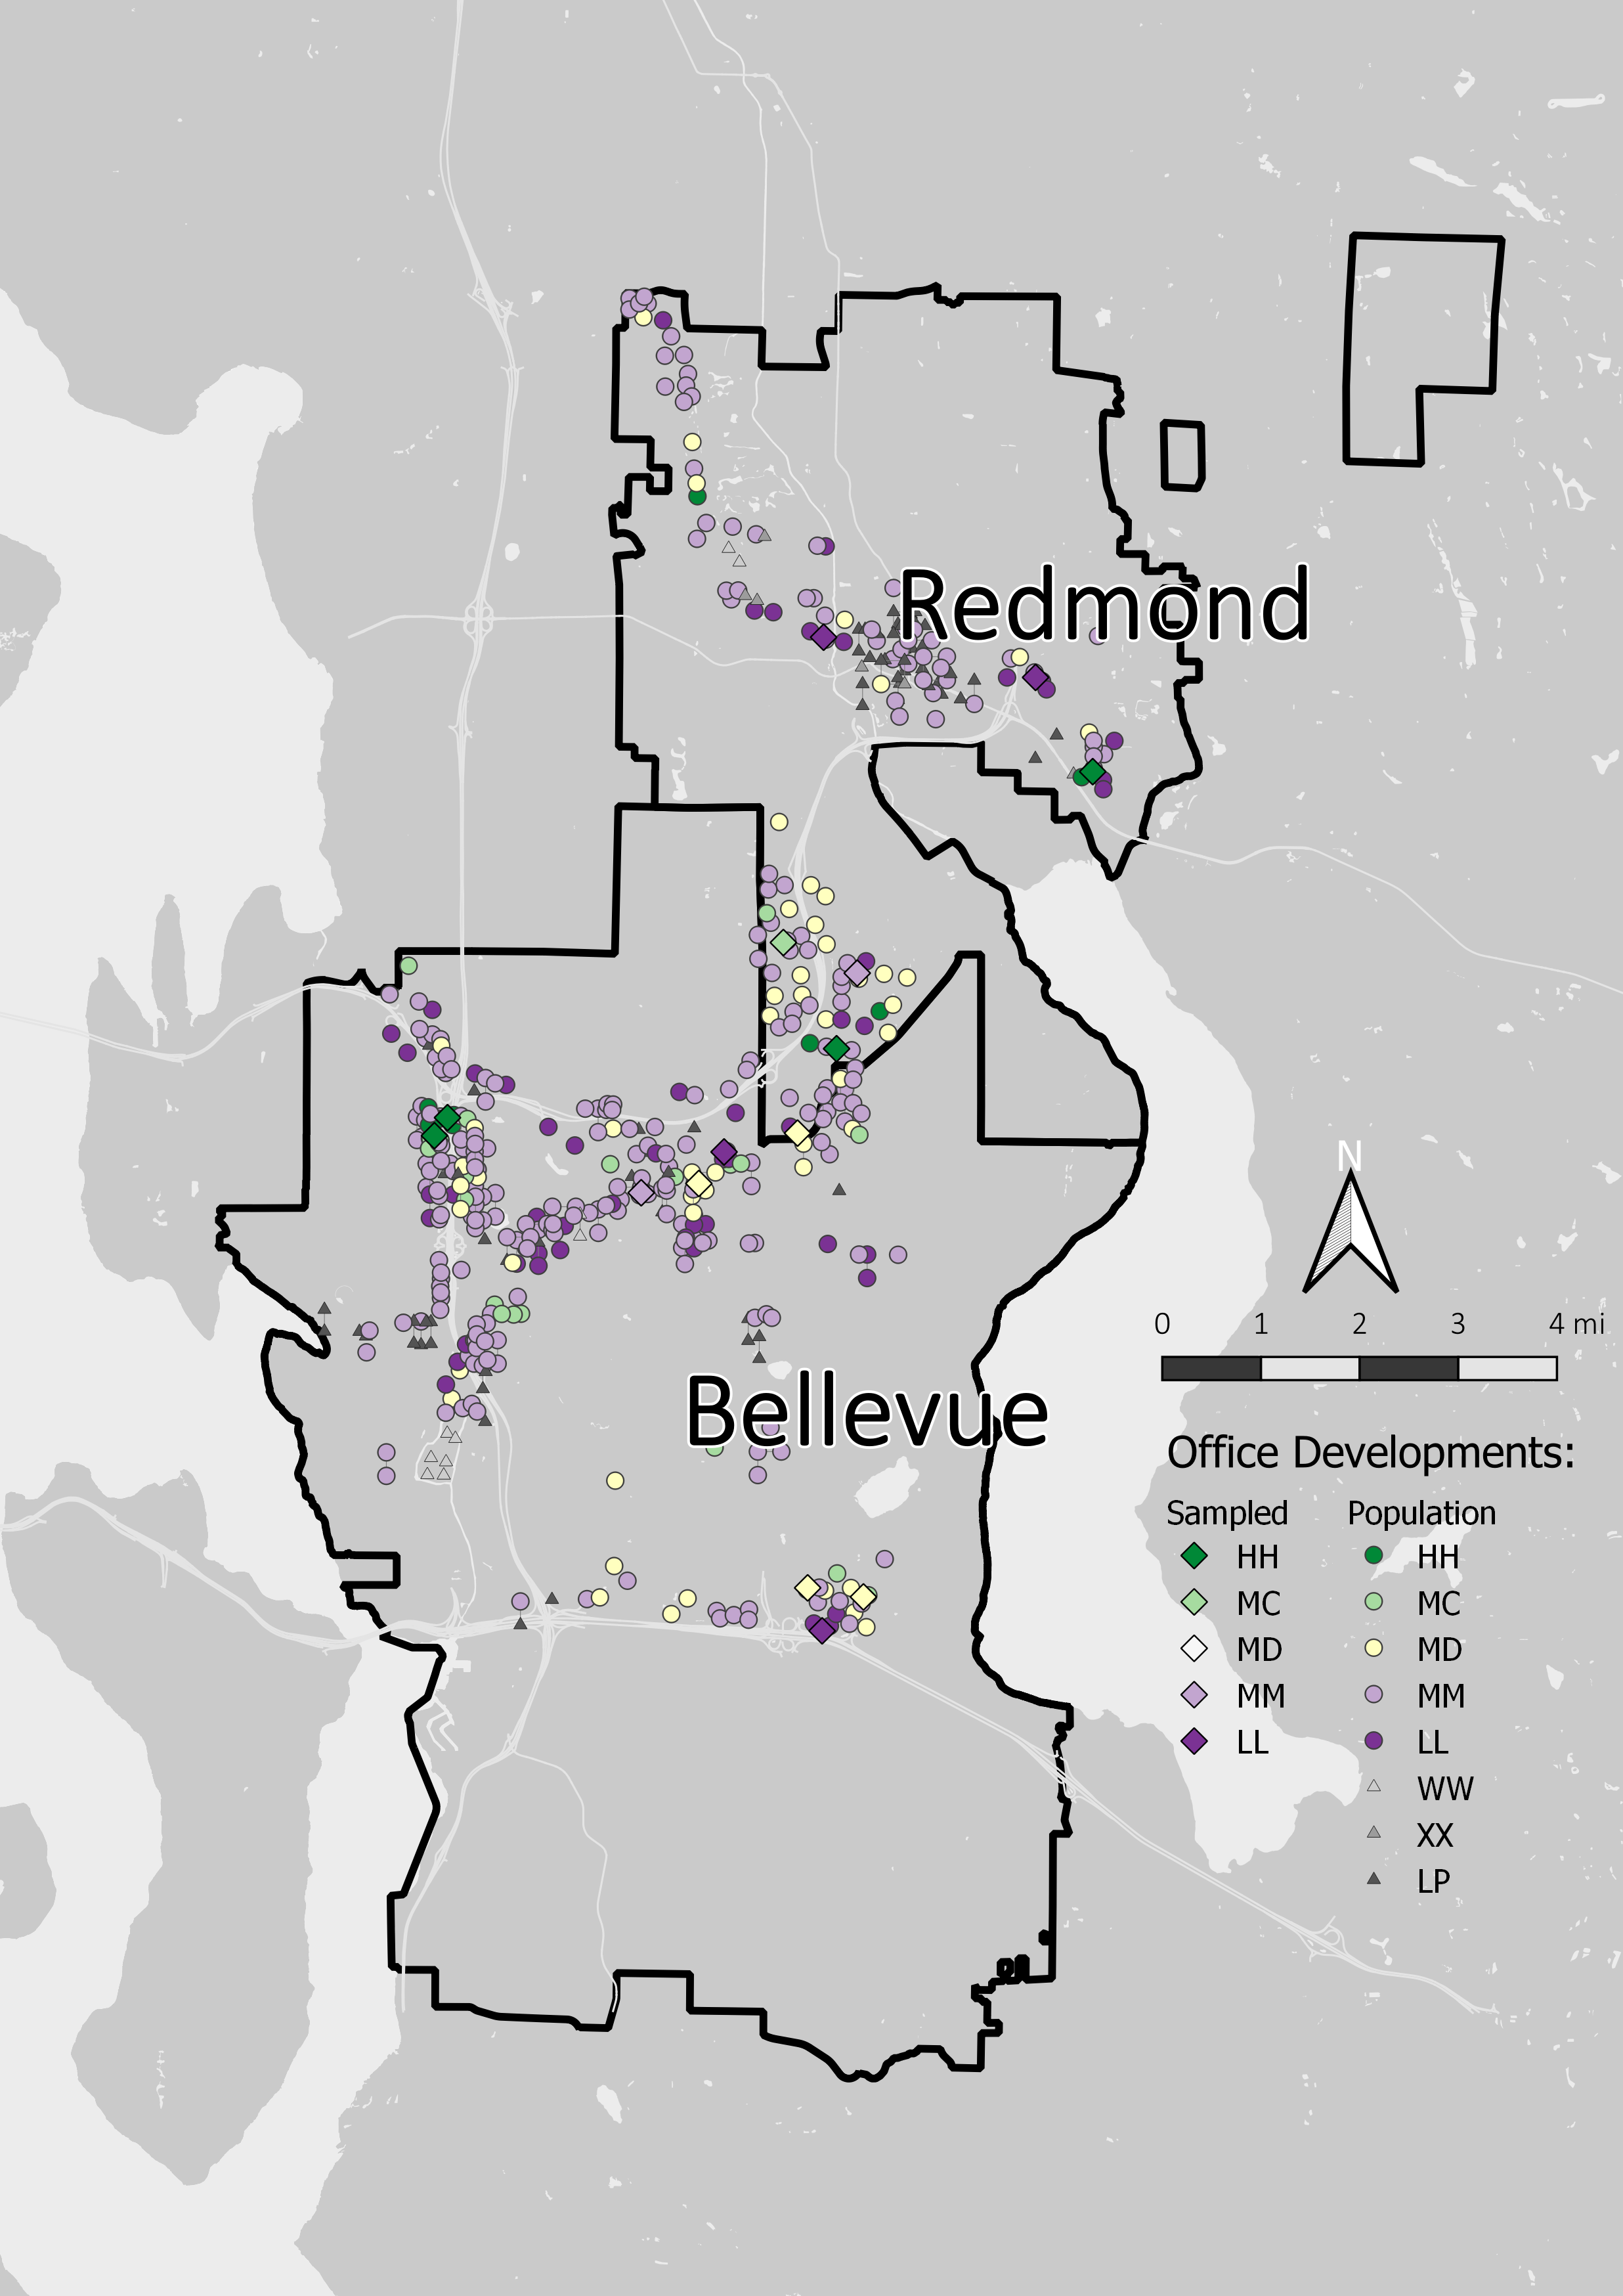 Redmond
N
0 1 2 3 4 mi
Bellevue
Office Developments:
Sampled Population
HH HH
MC MC
MD MD
MM MM
LL LL
WW
XX
LP